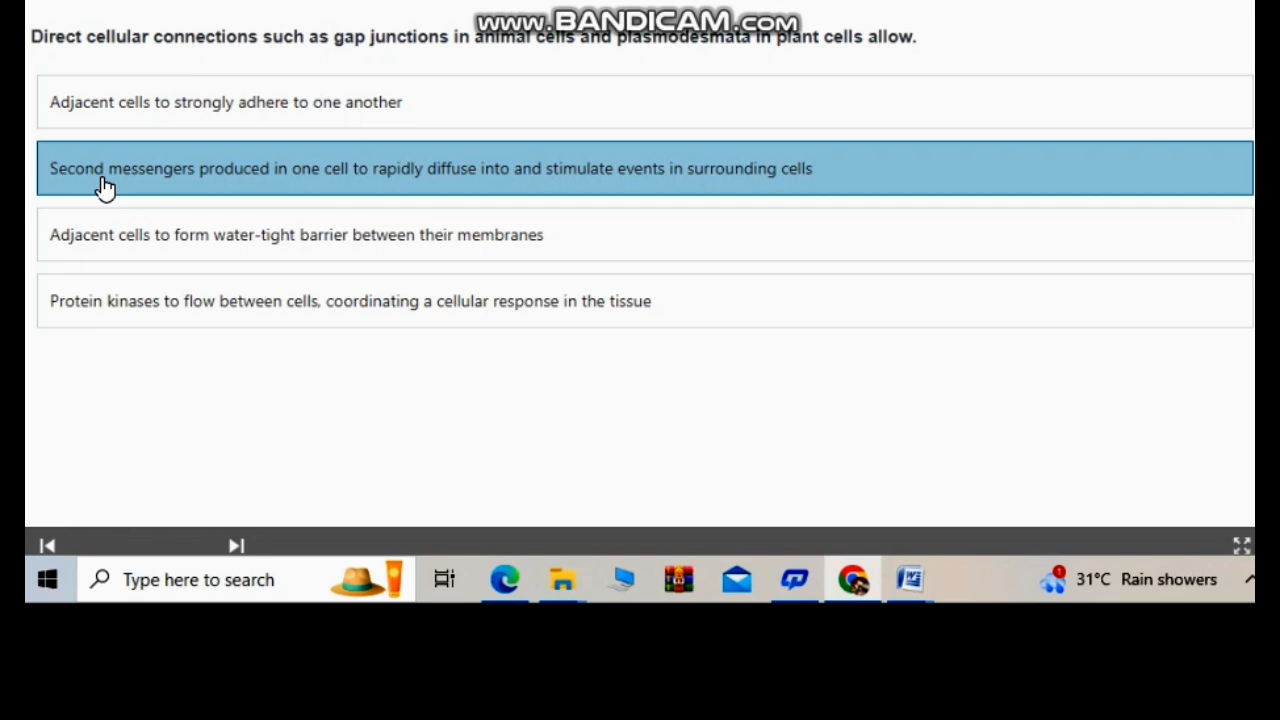 www.BANDICAM.com
Direct cellular connections such as gap junctions in animal cells and plasmodesmata in plant cells allow.
Adjacent cells to strongly adhere to one another
Second messengers produced in one cell to rapidly diffuse into and stimulate events in surrounding cells
Adjacent cells to form water-tight barrier between their membranes
Protein kinases to flow between cells, coordinating a cellular response in the tissue
Type here to search
1
31°C Rain showers